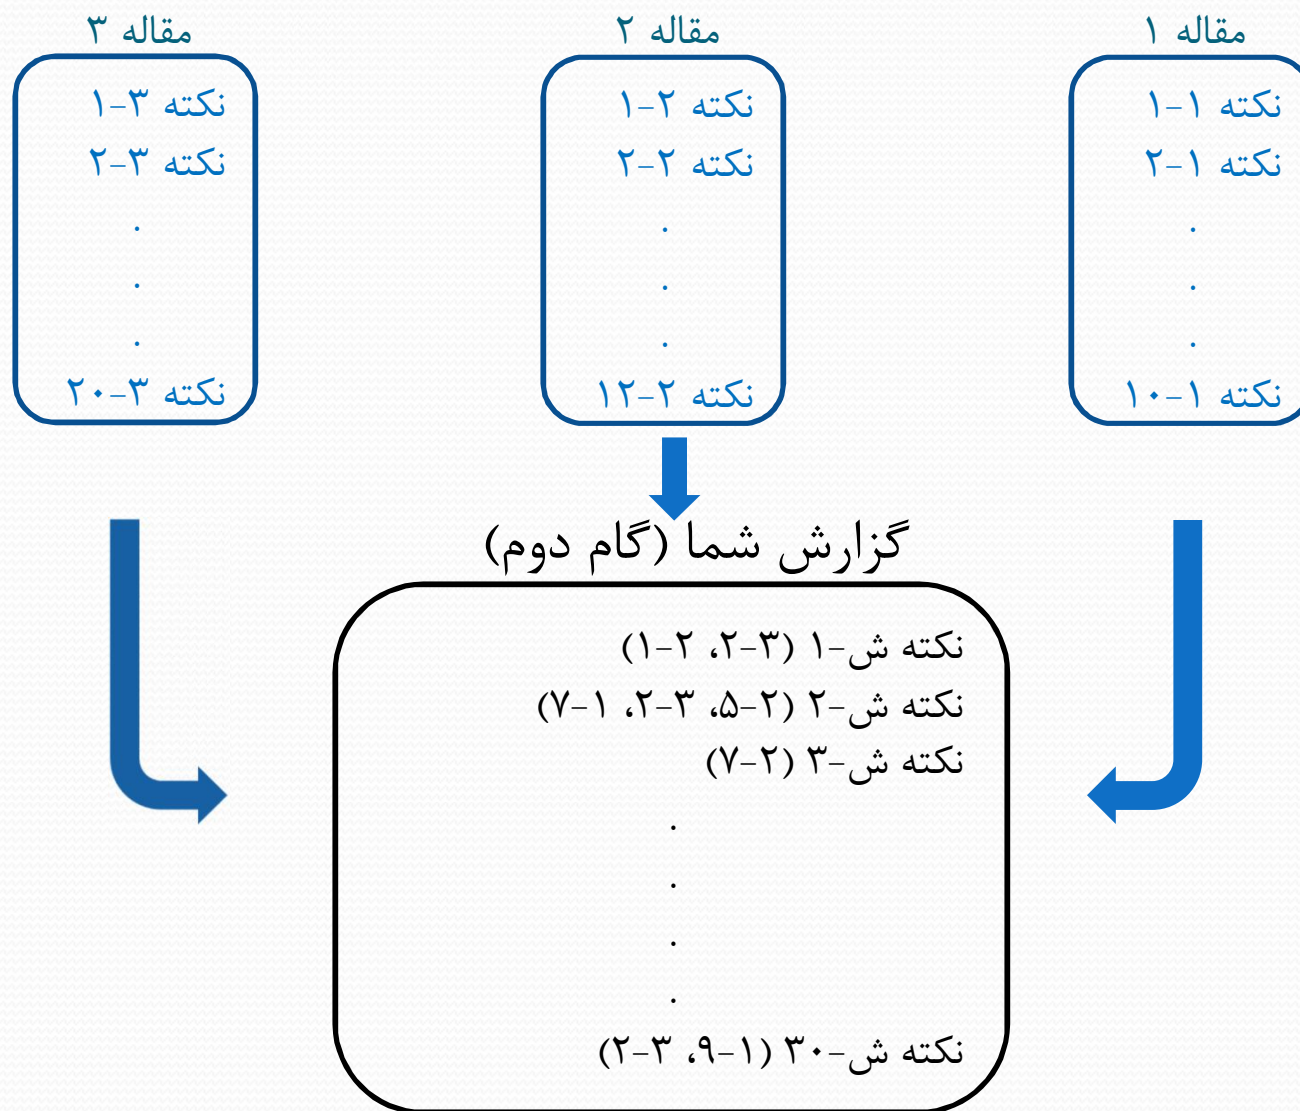 مقاله ۱
نکته ۱-۱
نکته ۱-۲
.
.
.
نکته ۱-۱۰
مقاله ۲
نکته ۲-۱
نکته ۲-۲
.
.
.
نکته ۲-۱۲
مقاله ۳
نکته ۳-۱
نکته ۳-۲
.
.
.
نکته ۳-۲۰
گزارش شما (گام دوم)
نکته ش-۱ (۳-۲، ۲-۱)
نکته ش-۲ (۲-۵، ۳-۲، ۱-۷)
نکته ش-۳ (۲-۷)
.
.
.
.
نکته ش-۳۰ (۱-۹، ۳-۲)